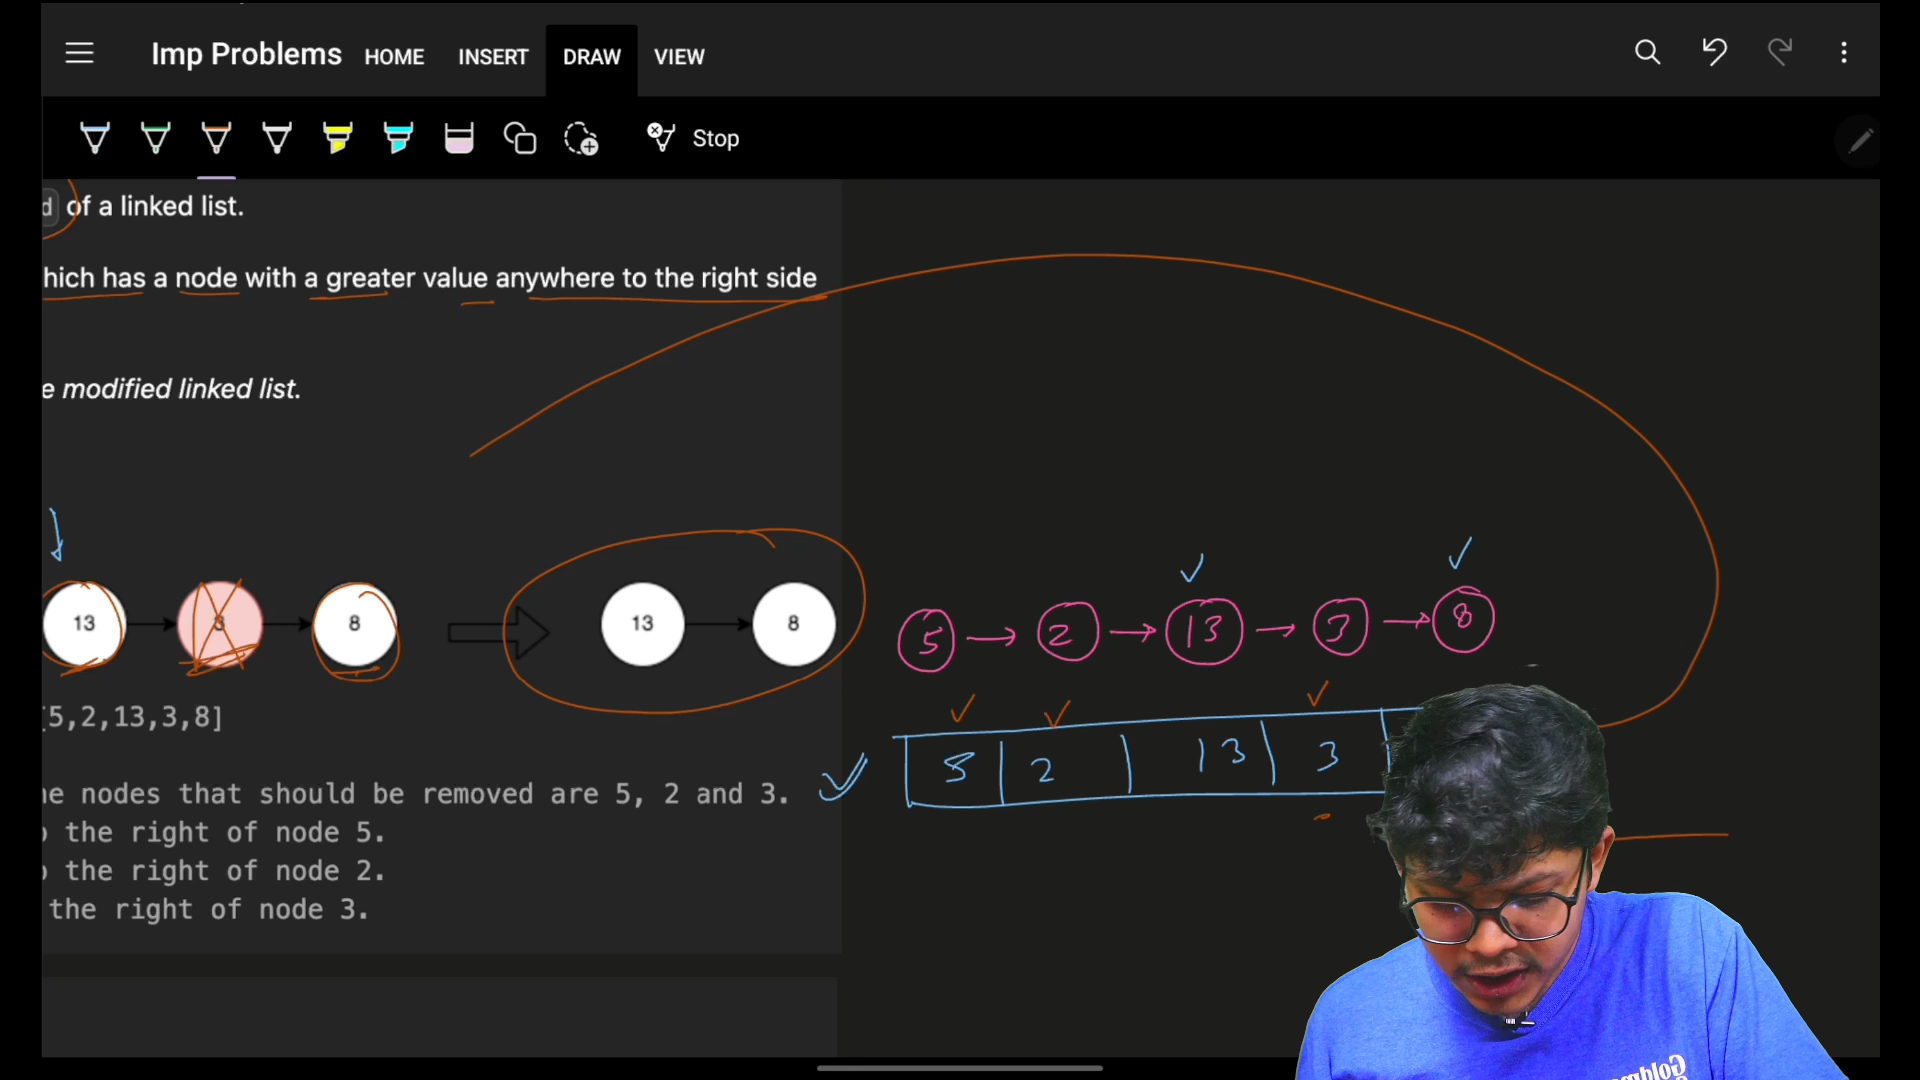 Imp Problems HOME INSERT DRAW VIEW
Stop
d of a linked list.
hich has a node with a greater value anywhere to the right side
e modified linked list.
13 3 8 13 8
5 2 13 3 8
[5,2,13,3,8]
5 2 13 3
he nodes that should be removed are 5, 2 and 3.
o the right of node 5.
o the right of node 2.
the right of node 3.